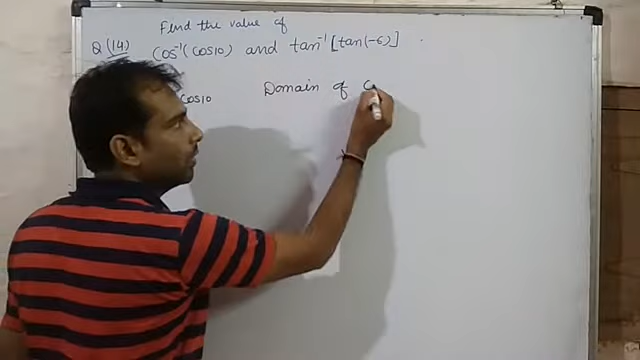 Find the value of
Q(14) cos⁻¹(cos10) and tan⁻¹[tan(-6)] .
cos10 Domain of C